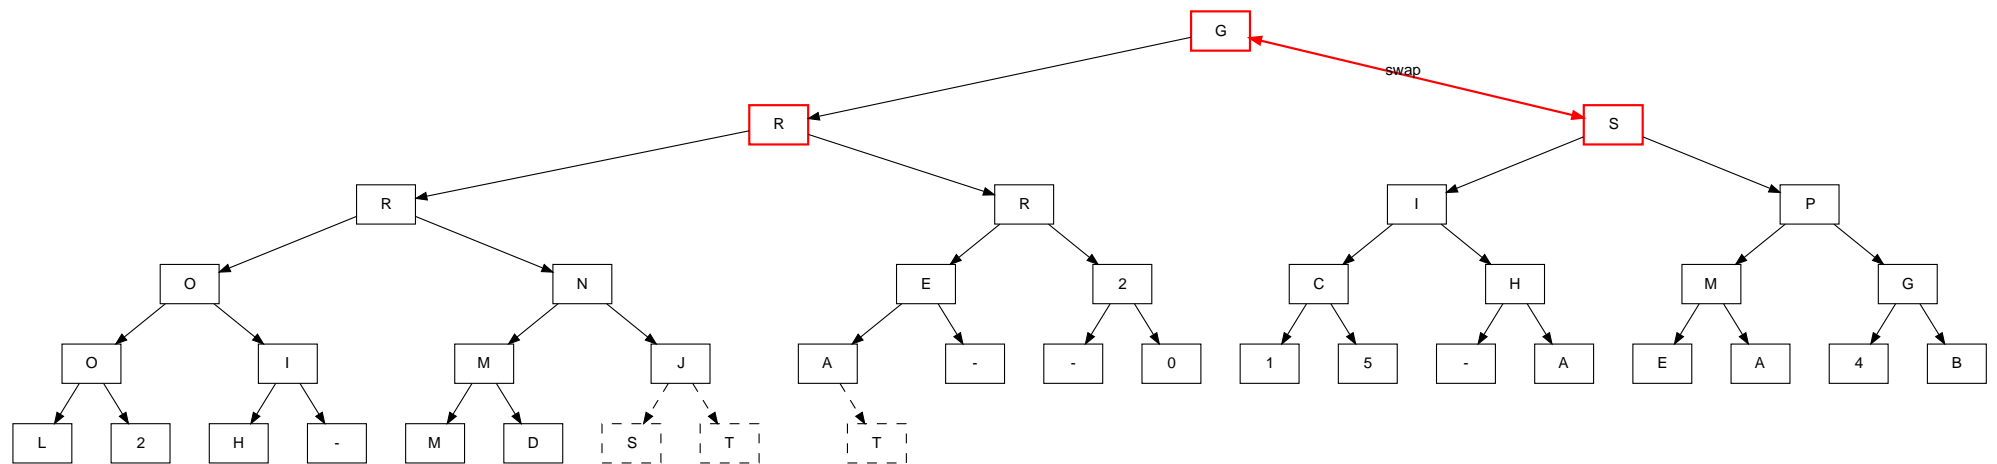 G
swap
R S
R R I P
O N E 2 C H M G
O I M J A - - 0 1 5 - A E A 4 B
L 2 H - M D S T T